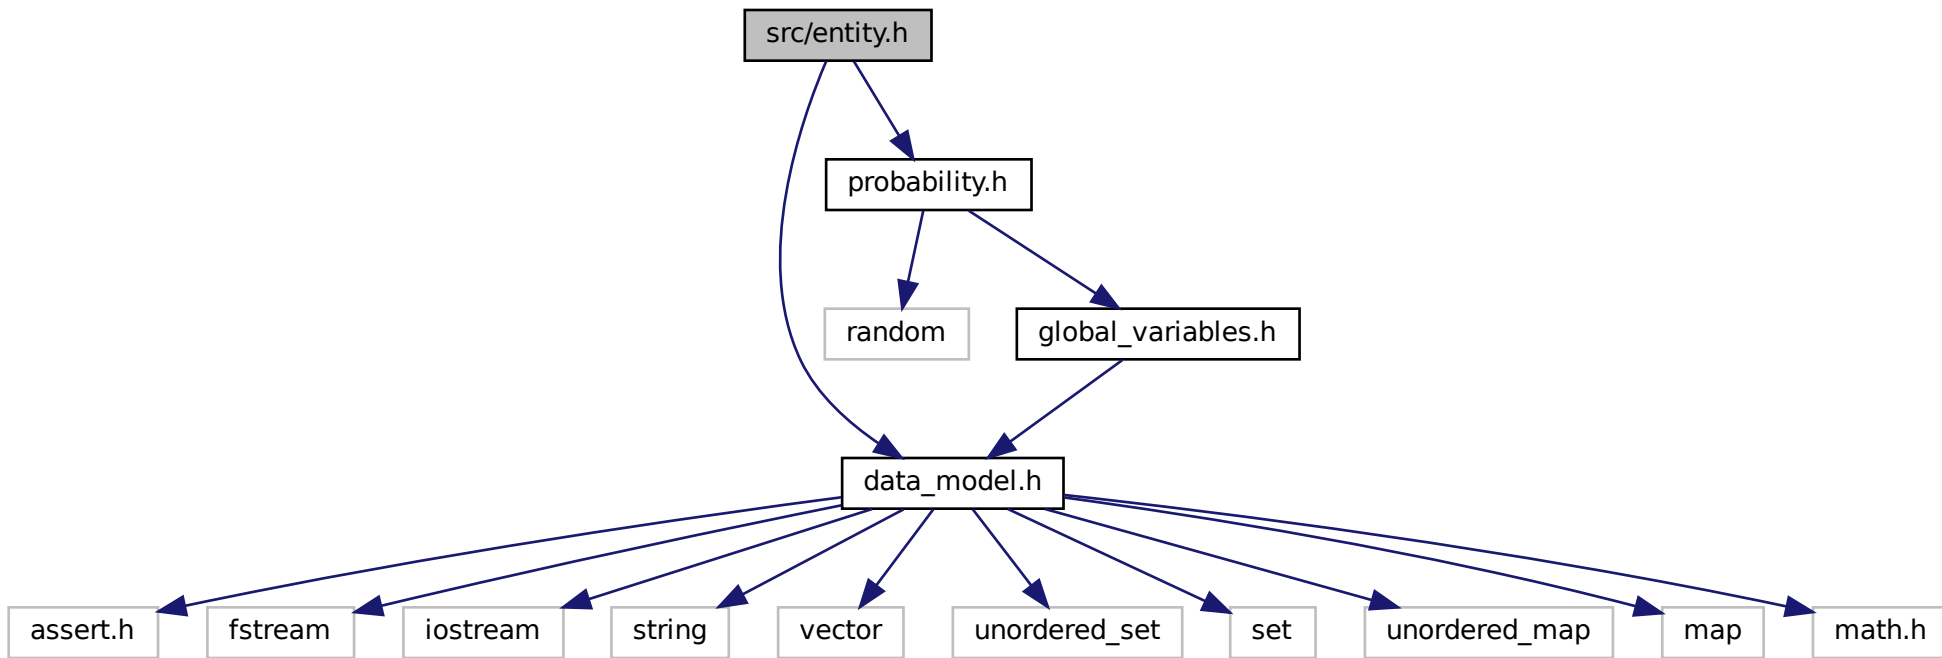 src/entity.h
probability.h
random
global_variables.h
data_model.h
assert.h
fstream
iostream
string
vector
unordered_set
set
unordered_map
map
math.h